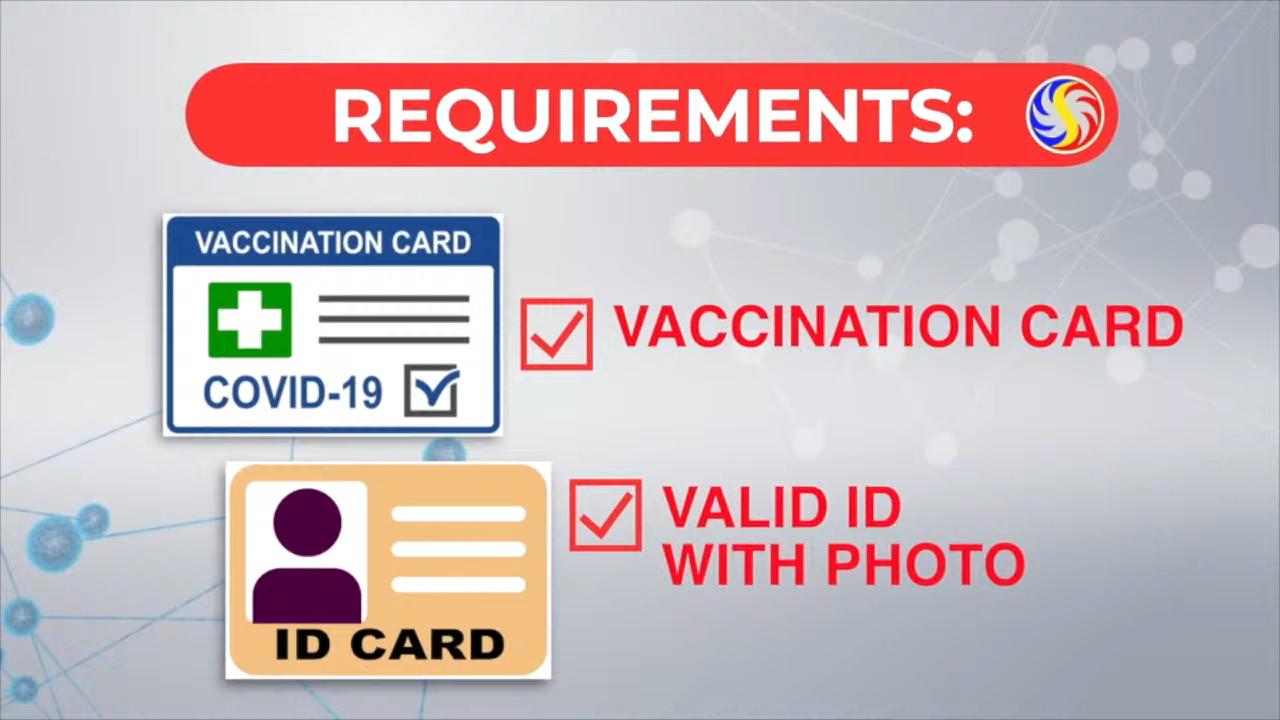 REQUIREMENTS:
VACCINATION CARD
COVID-19
VACCINATION CARD
ID CARD
VALID ID
WITH PHOTO